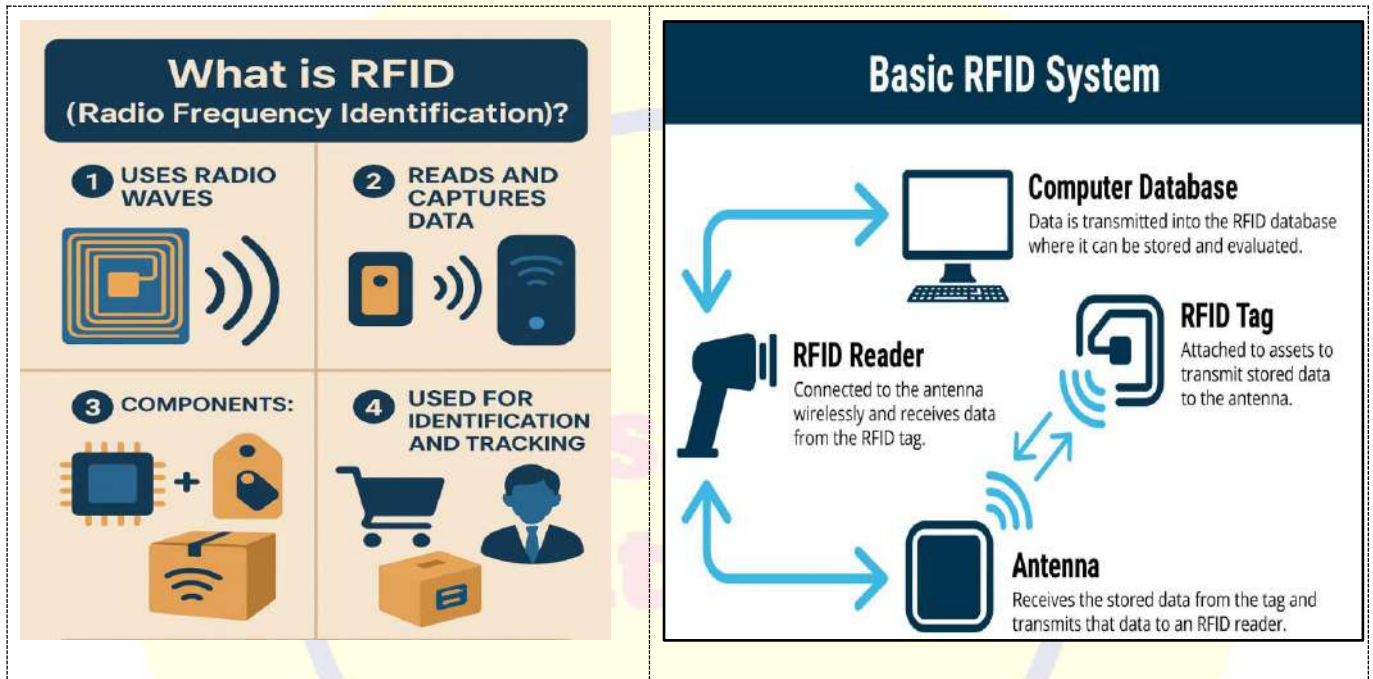 What is RFID
(Radio Frequency Identification)?
1 USES RADIO
WAVES
2 READS AND
CAPTURES
DATA
3 COMPONENTS:
4 USED FOR
IDENTIFICATION
AND TRACKING
Basic RFID System
Computer Database
Data is transmitted into the RFID database
where it can be stored and evaluated.
RFID Tag
Attached to assets to
transmit stored data
to the antenna.
RFID Reader
Connected to the antenna
wirelessly and receives data
from the RFID tag.
Antenna
Receives the stored data from the tag and
transmits that data to an RFID reader.